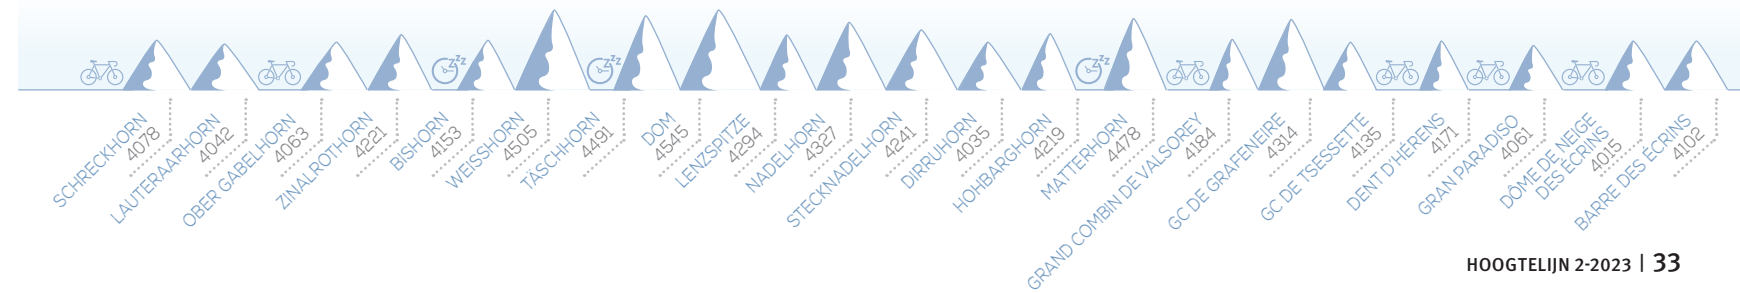 SCHRECKHORN
4078
LAUTERAARHORN
4042
OBER GABELHORN
4063
ZINALROTHORN
4221
BISHORN
4153
WEISSHORN
4505
TÄSCHHORN
4491
DOM
4545
LENZSPITZE
4294
NADELHORN
4327
STECKNADELHORN
4241
DIRRUHORN
4035
HOHBARGHORN
4219
MATTERHORN
4478
GRAND COMBIN DE VALSOREY
4184
GC DE GRAFENEIRE
4314
GC DE TSESSETTE
4135
DENT D'HÉRENS
4171
GRAN PARADISO
4061
DÔME DE NEIGE
DES ÉCRINS
4015
BARRE DES ÉCRINS
4102
zzz
zzz
zzz
HOOGTELIJN 2-2023 | 33